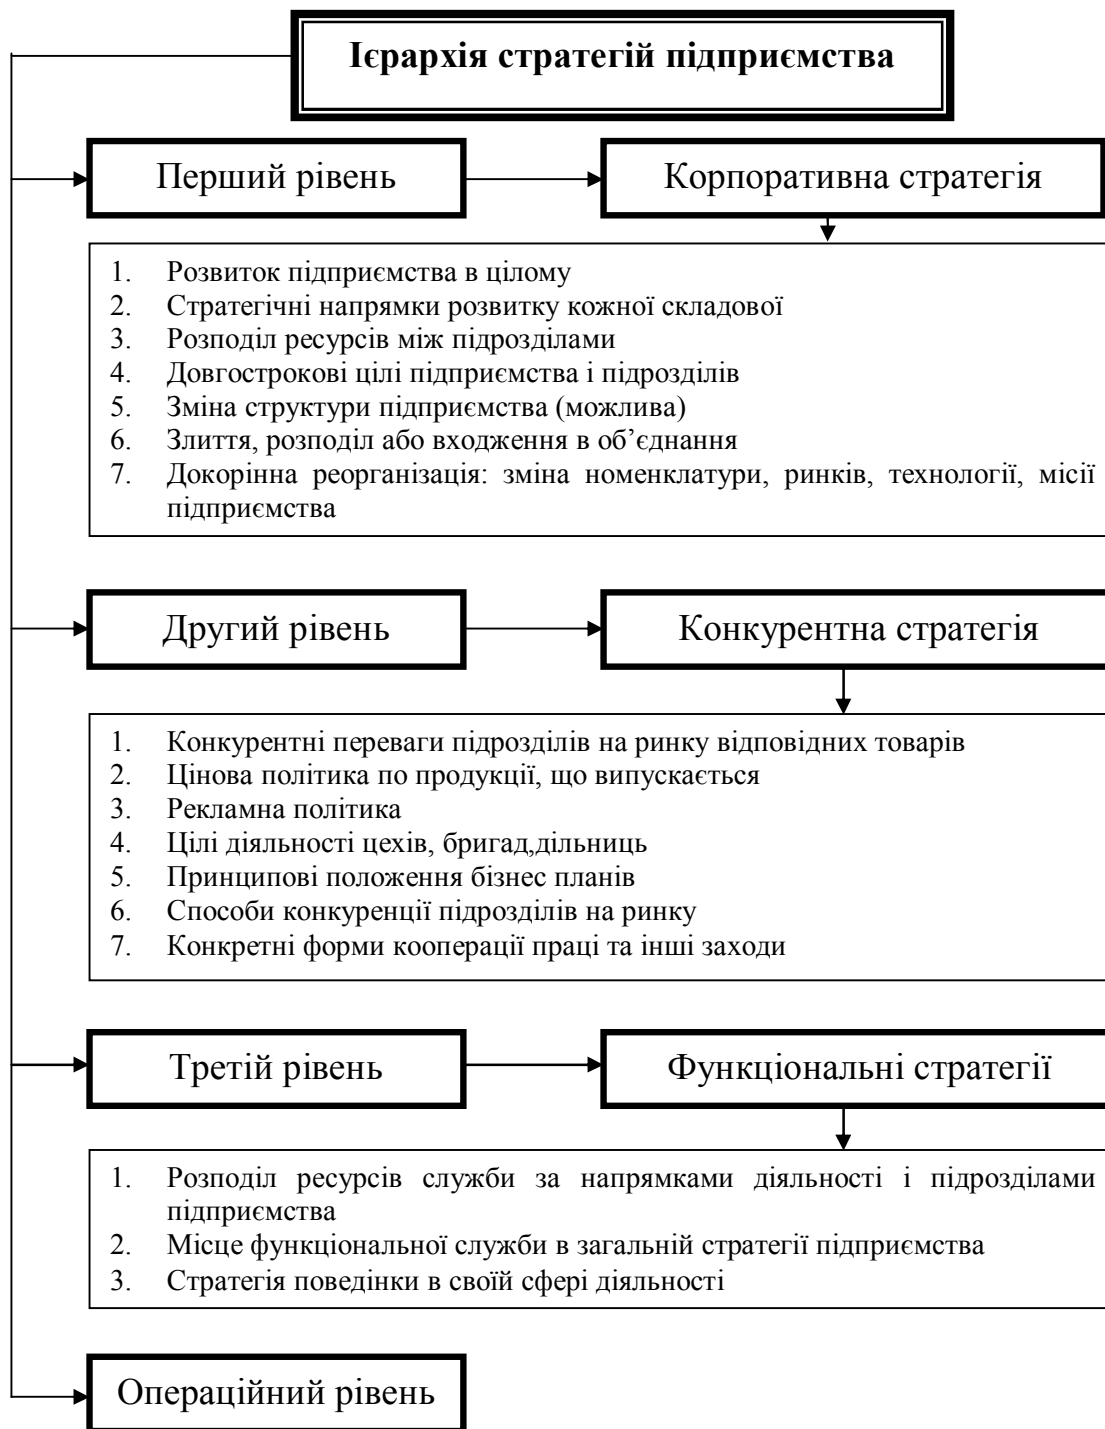 Ієрархія стратегій підприємства
Перший рівень
Корпоративна стратегія
1. Розвиток підприємства в цілому
2. Стратегічні напрямки розвитку кожної складової
3. Розподіл ресурсів між підрозділами
4. Довгострокові цілі підприємства і підрозділів
5. Зміна структури підприємства (можлива)
6. Злиття, розподіл або входження в об’єднання
7. Докорінна реорганізація: зміна номенклатури, ринків, технології, місії
підприємства
Другий рівень
Конкурентна стратегія
1. Конкурентні переваги підрозділів на ринку відповідних товарів
2. Цінова політика по продукції, що випускається
3. Рекламна політика
4. Цілі діяльності цехів, бригад,дільниць
5. Принципові положення бізнес планів
6. Способи конкуренції підрозділів на ринку
7. Конкретні форми кооперації праці та інші заходи
Третій рівень
Функціональні стратегії
1. Розподіл ресурсів служби за напрямками діяльності і підрозділами
підприємства
2. Місце функціональної служби в загальній стратегії підприємства
3. Стратегія поведінки в своїй сфері діяльності
Операційний рівень